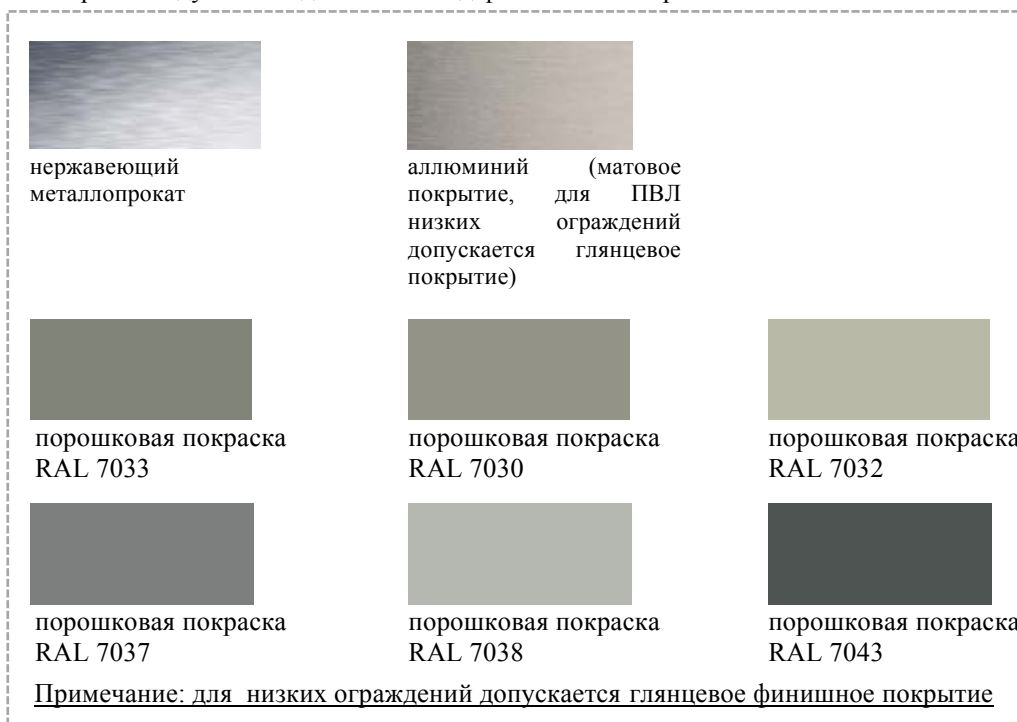 нержавеющий
металлопрокат
аллюминий (матовое
покрытие, для ПВЛ
низких ограждений
допускается глянцевое
покрытие)
порошковая покраска
RAL 7033
порошковая покраска
RAL 7030
порошковая покраска
RAL 7032
порошковая покраска
RAL 7037
порошковая покраска
RAL 7038
порошковая покраска
RAL 7043
Примечание: для низких ограждений допускается глянцевое финишное покрытие